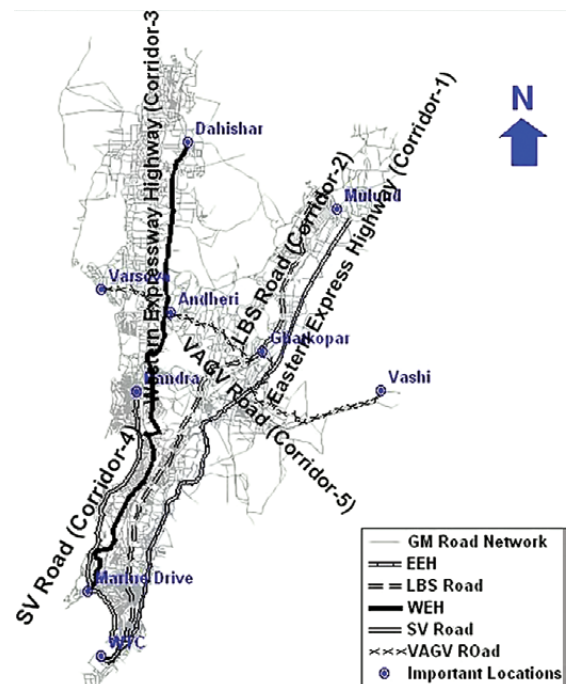 Western Expressway Highway (Corridor-3
N
Dahishar
LBS Road (Corridor-2)
Eastern Express Highway (Corridor-1)
Mulund
Varsova
Andheri
Ghatkopar
VAGV Road (Corridor-5)
Vashi
Bandra
SV Road (Corridor-4)
Marine Drive
WTC
GM Road Network
EEH
LBS Road
WEH
SV Road
VAGV ROad
Important Locations